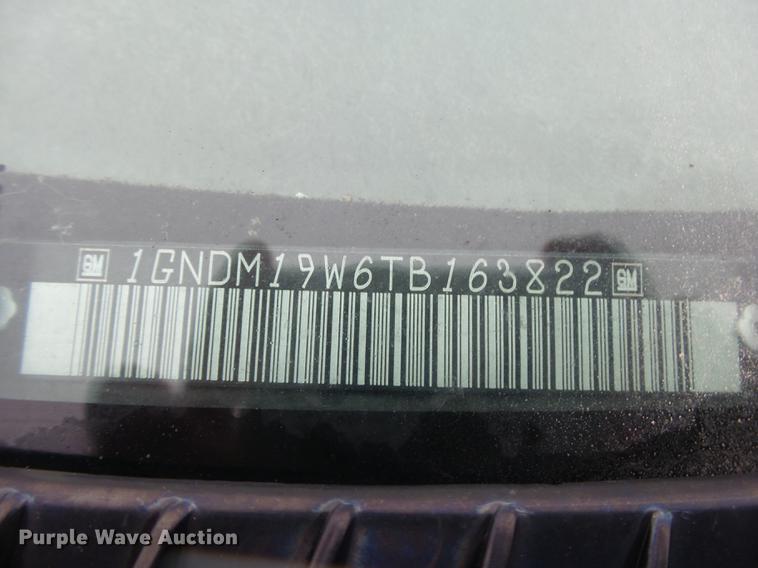 GM 1GNDM19W6TB163822 GM
Purple Wave Auction